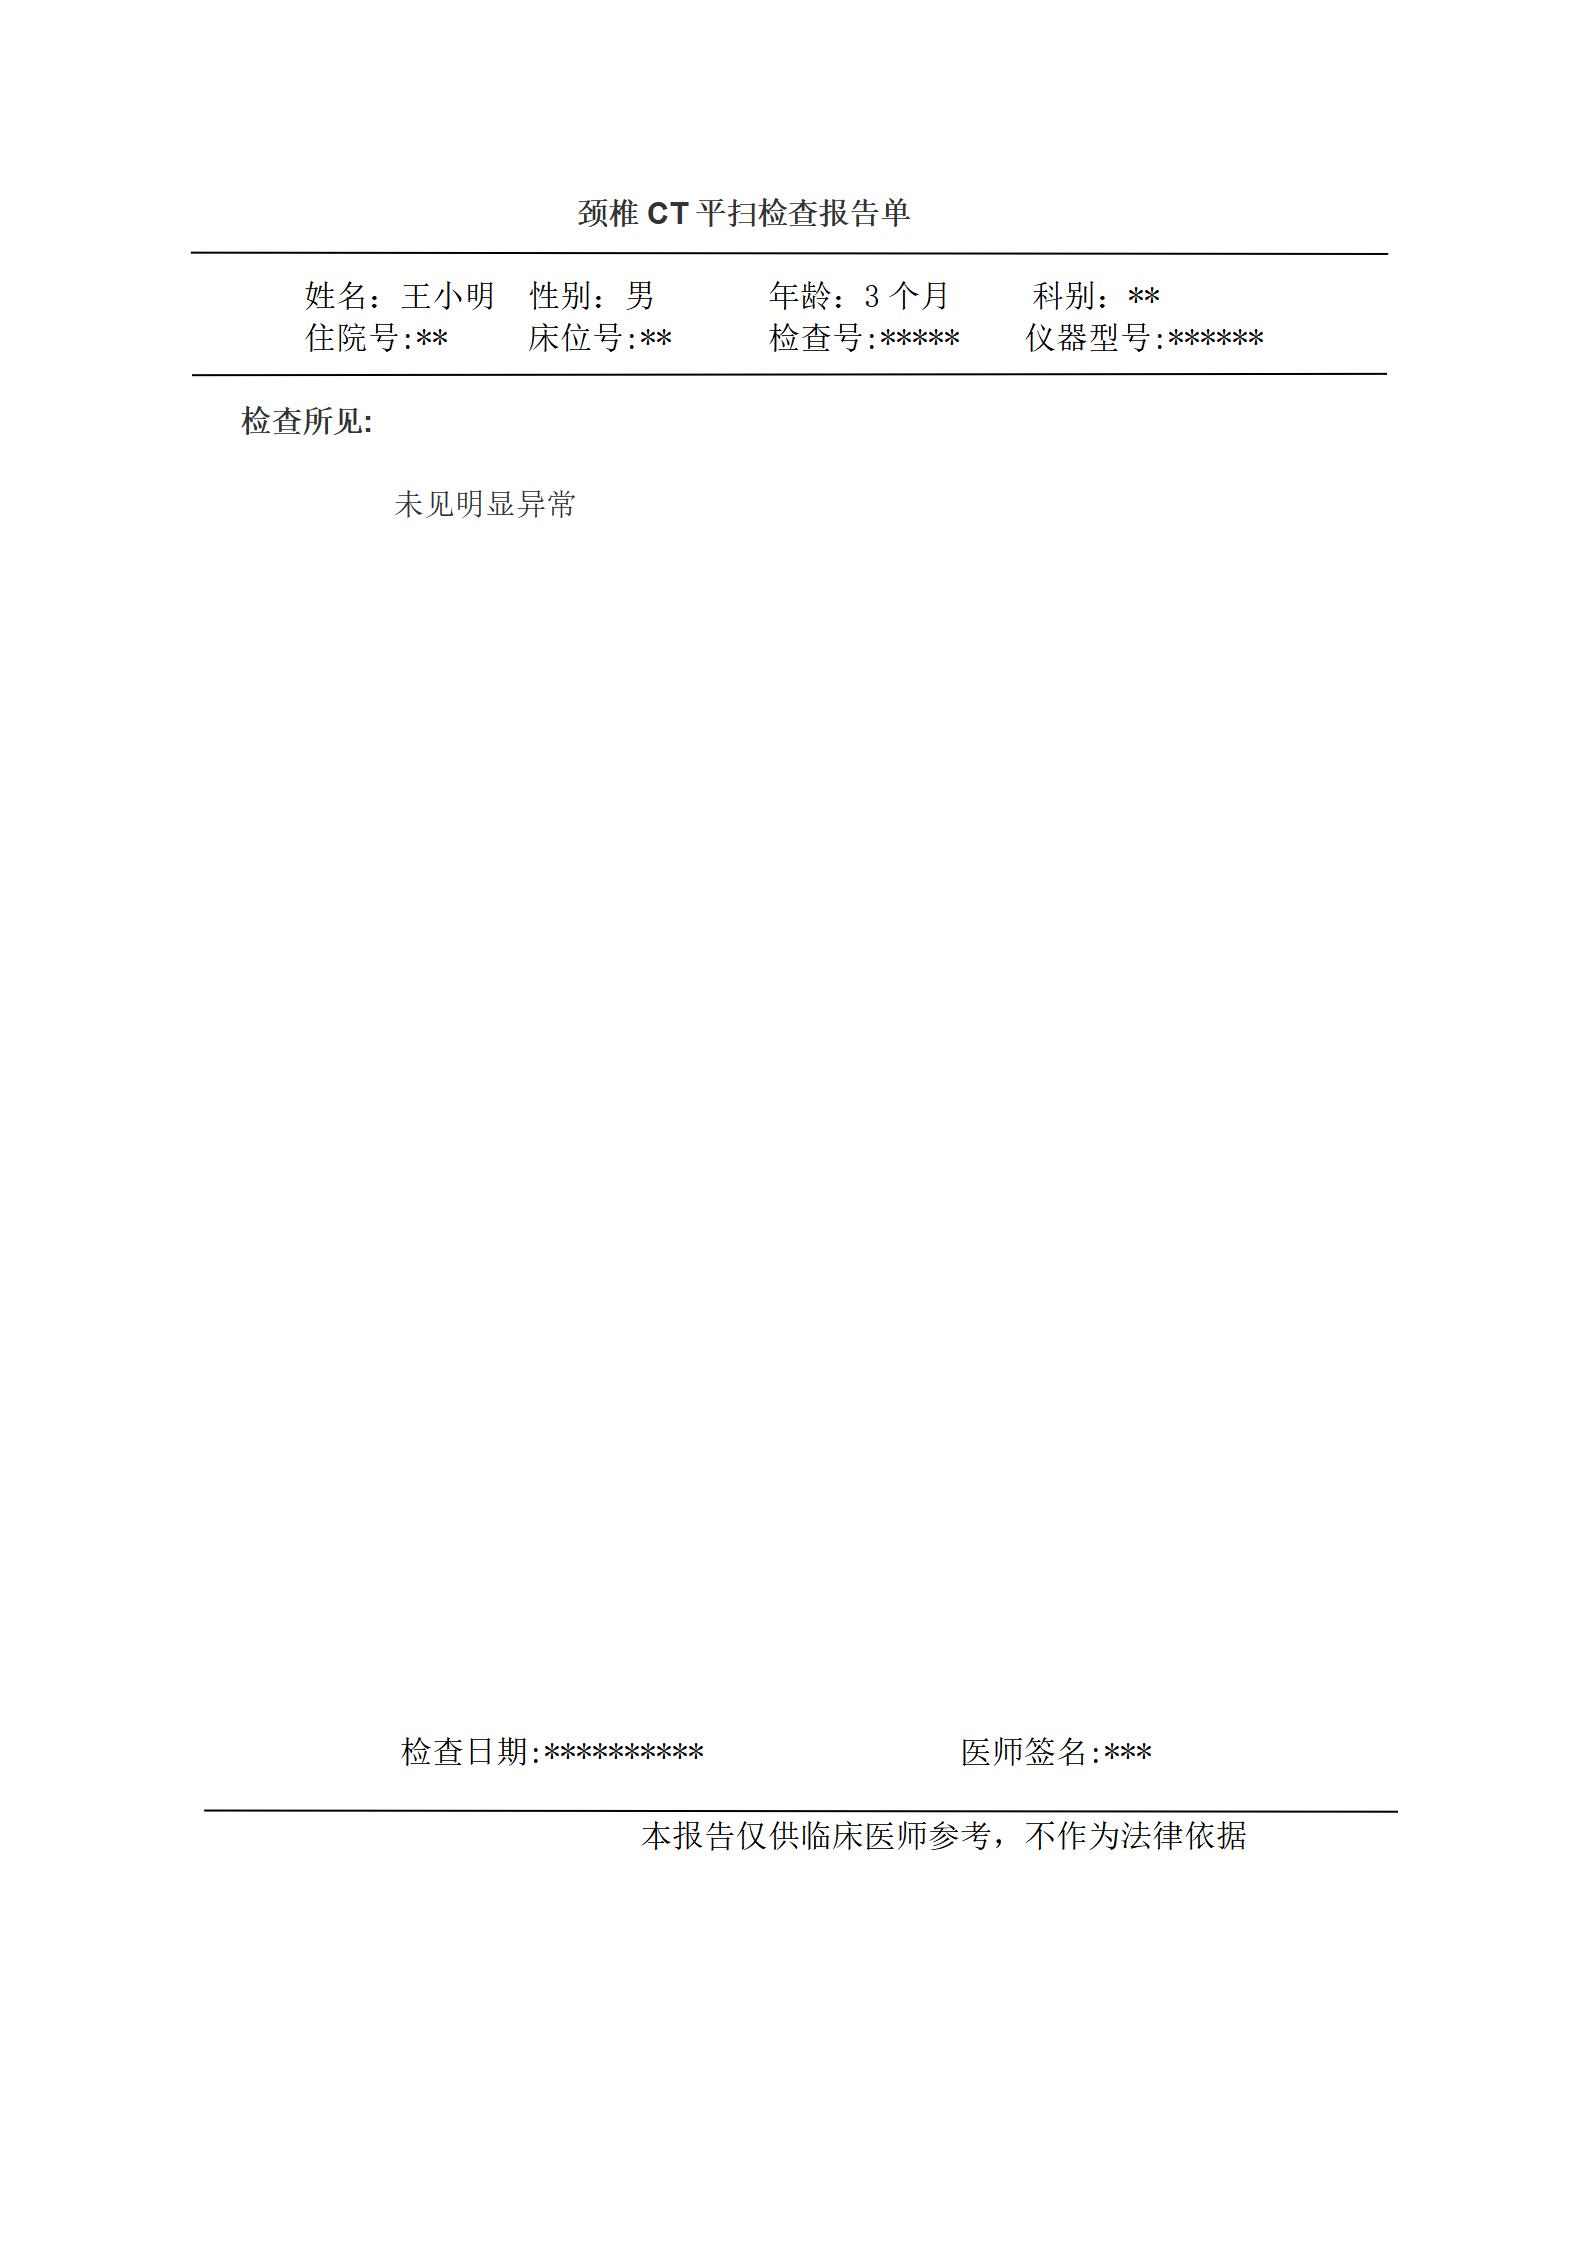 颈椎 CT 平扫检查报告单
姓名：王小明 性别：男 年龄：3 个月 科别：**
住院号:** 床位号:** 检查号:***** 仪器型号:******
检查所见:
未见明显异常
检查日期:********** 医师签名:***
本报告仅供临床医师参考，不作为法律依据